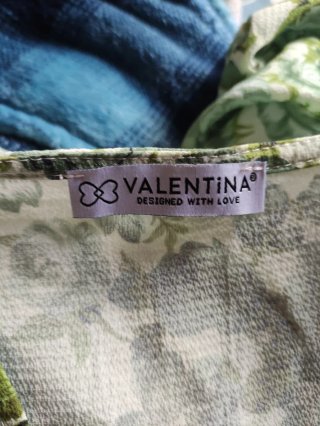 VALENTiNA®
DESIGNED WITH LOVE